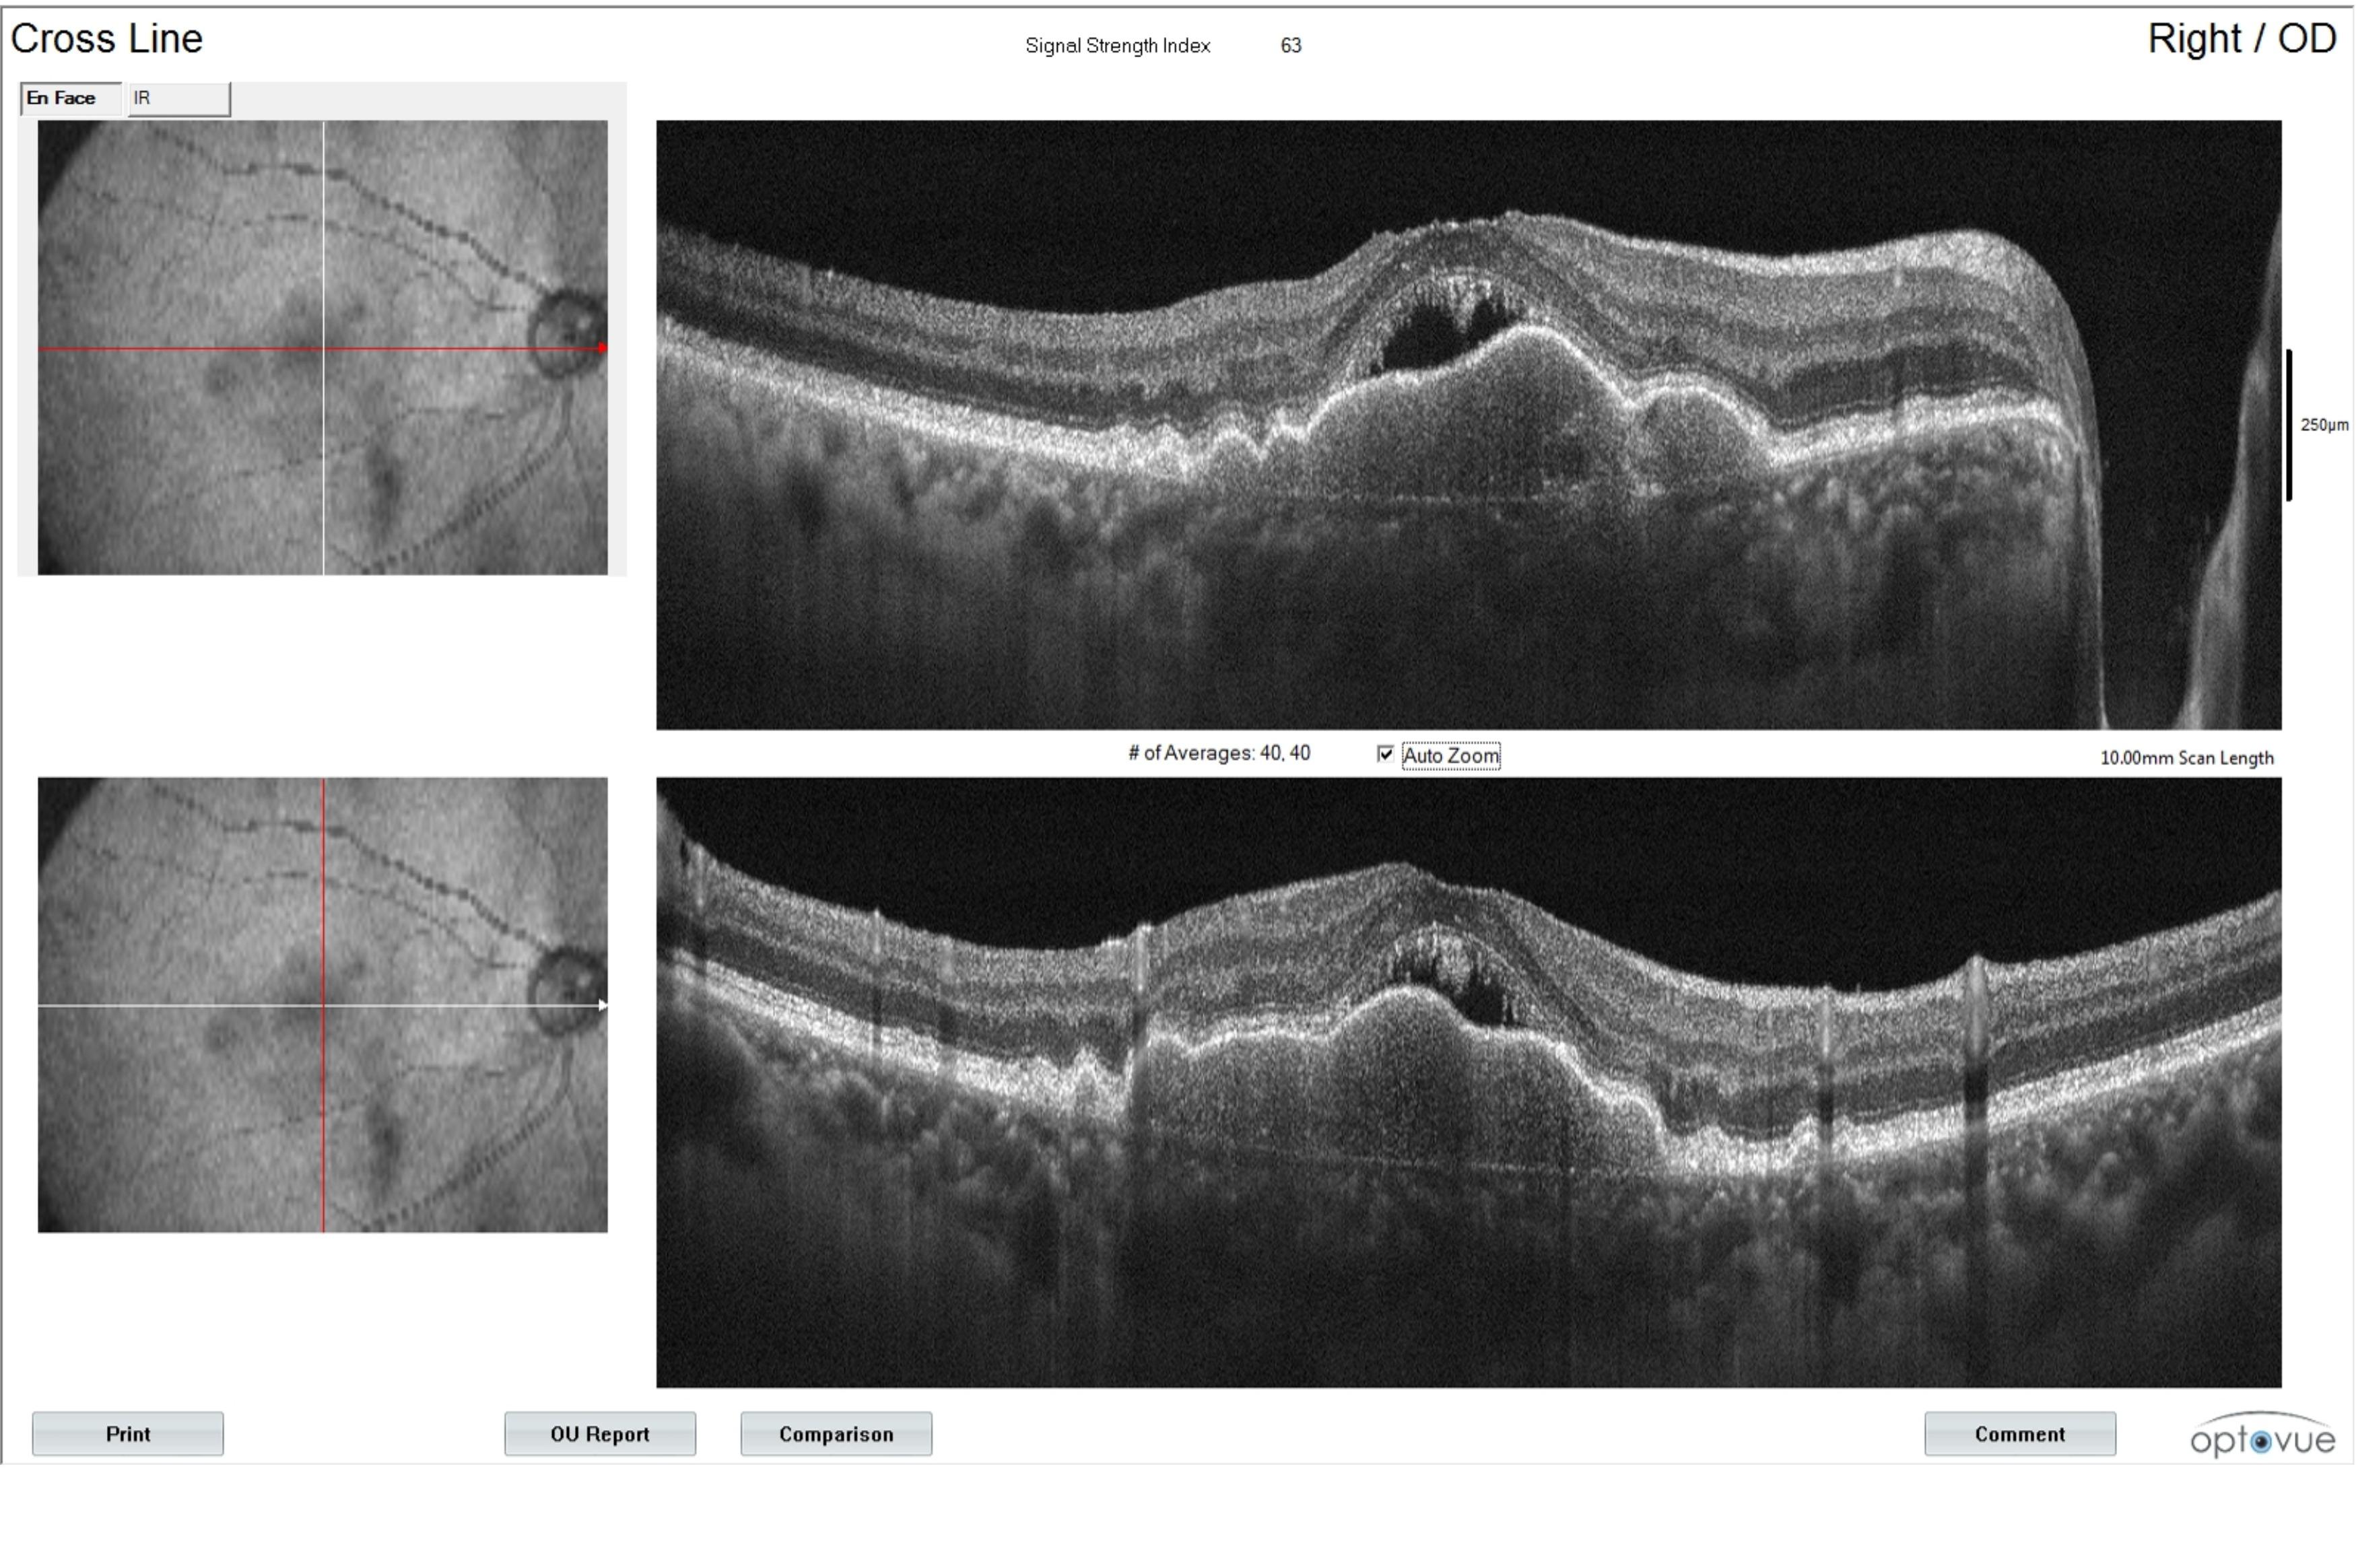 Cross Line
Signal Strength Index 63
Right / OD
En Face IR
250µm
# of Averages: 40, 40
Auto Zoom
10.00mm Scan Length
Print
OU Report
Comparison
Comment
optovue